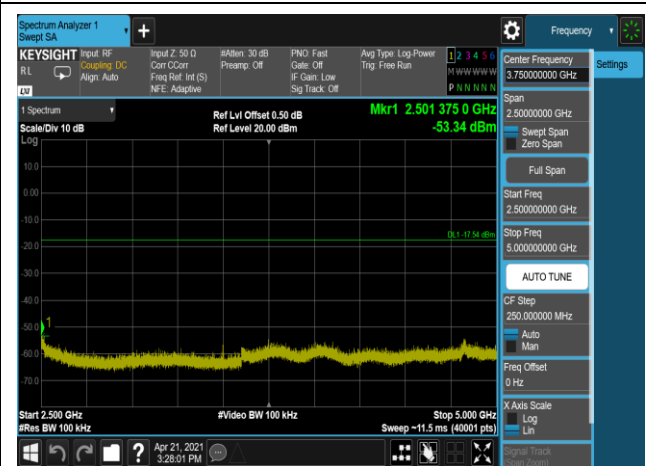 Spectrum Analyzer 1
Swept SA
+
Frequency
KEYSIGHT
Input: RF
Input Z: 50 Ω
#Atten: 30 dB
PNO: Fast
Avg Type: Log-Power
1 2 3 4 5 6
RL
Coupling: DC
Corr CCorr
Preamp: Off
Gate: Off
Trig: Free Run
M W W W W W
Align: Auto
Freq Ref: Int (S)
IF Gain: Low
P N N N N N
LXI
NFE: Adaptive
Sig Track: Off
1 Spectrum
Ref Lvl Offset 0.50 dB
Mkr1 2.501 375 0 GHz
Scale/Div 10 dB
Ref Level 20.00 dBm
-53.34 dBm
Log
10.0
0.00
-10.0
DL1 -17.54 dBm
-20.0
-30.0
-40.0
-50.0
1
-60.0
-70.0
Start 2.500 GHz
#Video BW 100 kHz
Stop 5.000 GHz
#Res BW 100 kHz
Sweep ~11.5 ms (40001 pts)
?
Apr 21, 2021
3:28:01 PM
Settings
Center Frequency
3.750000000 GHz
Span
2.50000000 GHz
Swept Span
Zero Span
Full Span
Start Freq
2.500000000 GHz
Stop Freq
5.000000000 GHz
AUTO TUNE
CF Step
250.000000 MHz
Auto
Man
Freq Offset
0 Hz
X Axis Scale
Log
Lin
Signal Track
(Span Zoom)